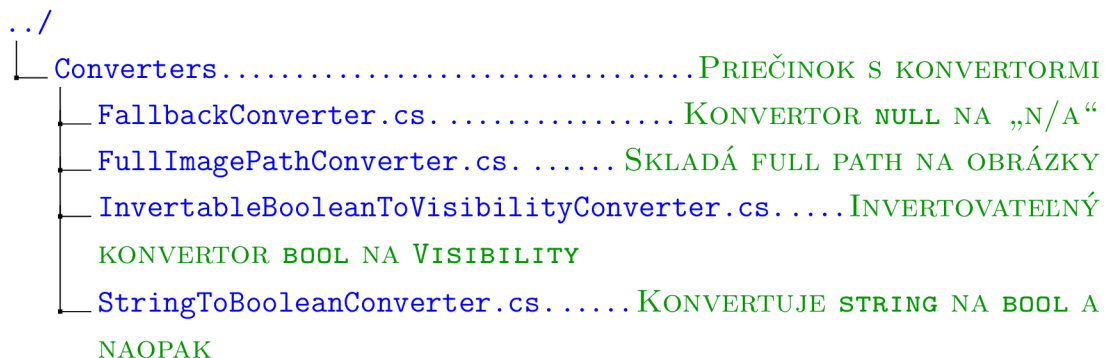 ../
Converters................................Priečinok s konvertormi
FallbackConverter.cs. ................ Konvertor null na „n/a“
FullImagePathConverter.cs. ...... Skladá full path na obrázky
InvertableBooleanToVisibilityConverter.cs.....Invertovateľný
konvertor bool na Visibility
StringToBooleanConverter.cs......Konvertuje string na bool a
naopak